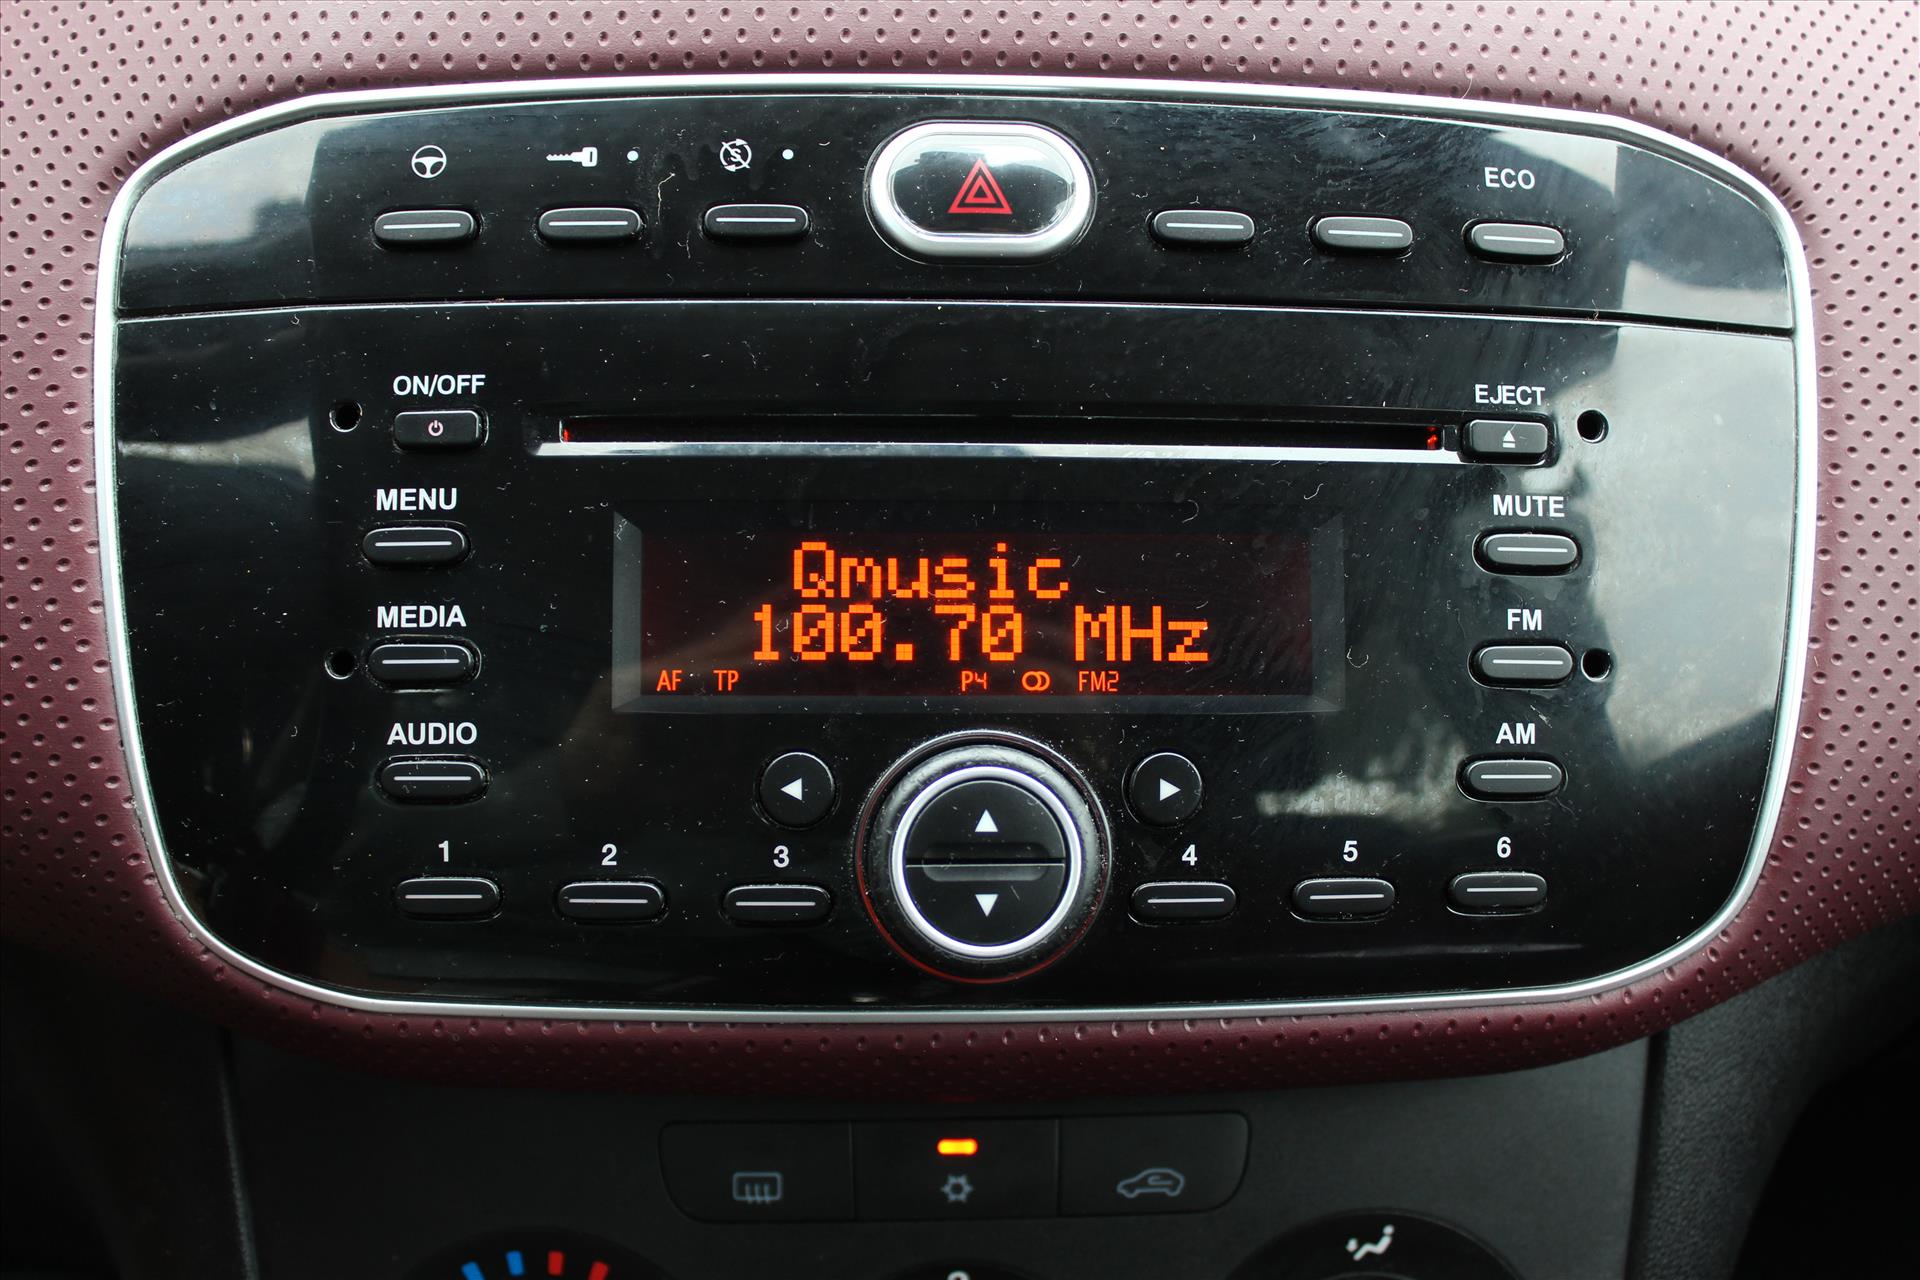 ECO
ON/OFF
EJECT
MENU
MUTE
Qmusic
100.70 MHz
MEDIA
FM
AF TP P4 FM2
AUDIO
AM
1 2 3 4 5 6